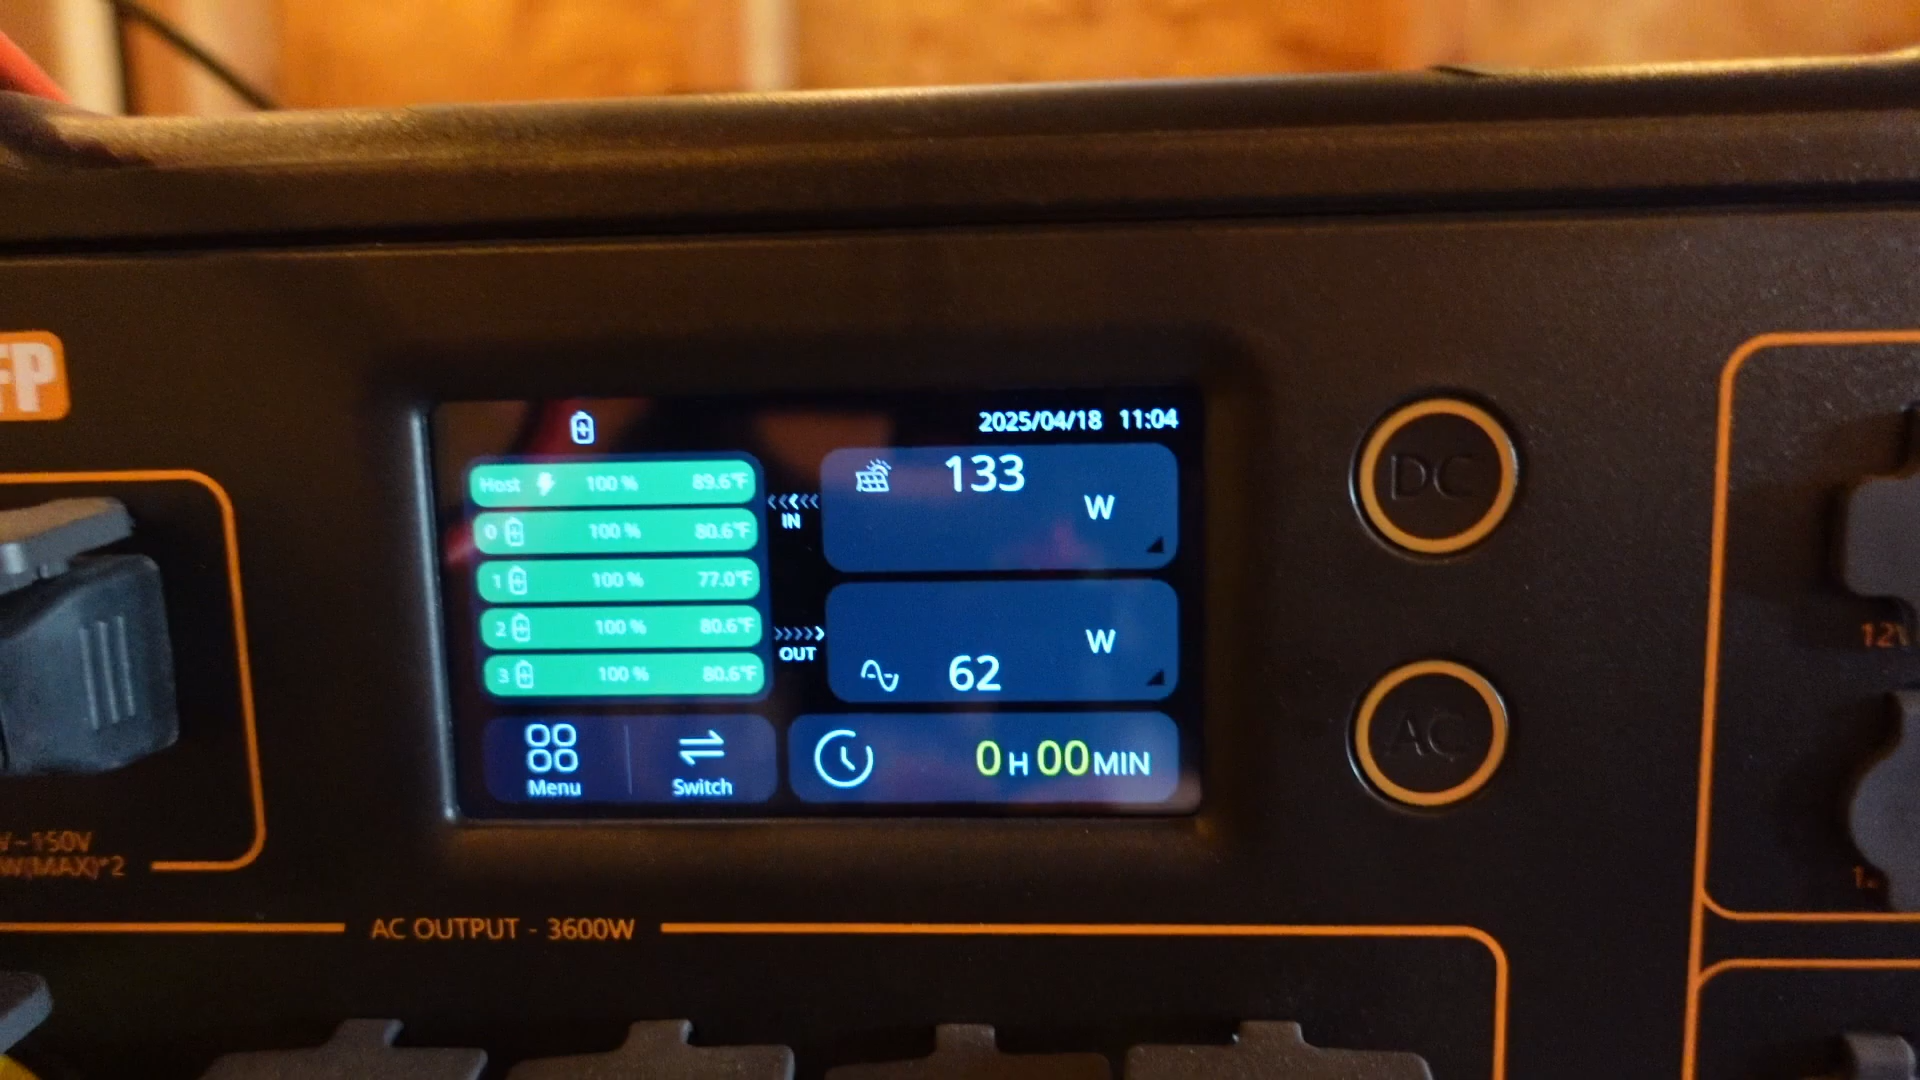 FP
2025/04/18 11:04
Host 100 % 89.6°F
0 100 % 80.6°F
1 100 % 77.0°F
2 100 % 80.6°F
3 100 % 80.6°F
IN
133
W
OUT
W
62
Menu
Switch
0 H 00 MIN
DC
AC
~150V
W(MAX)*2
AC OUTPUT - 3600W
12V